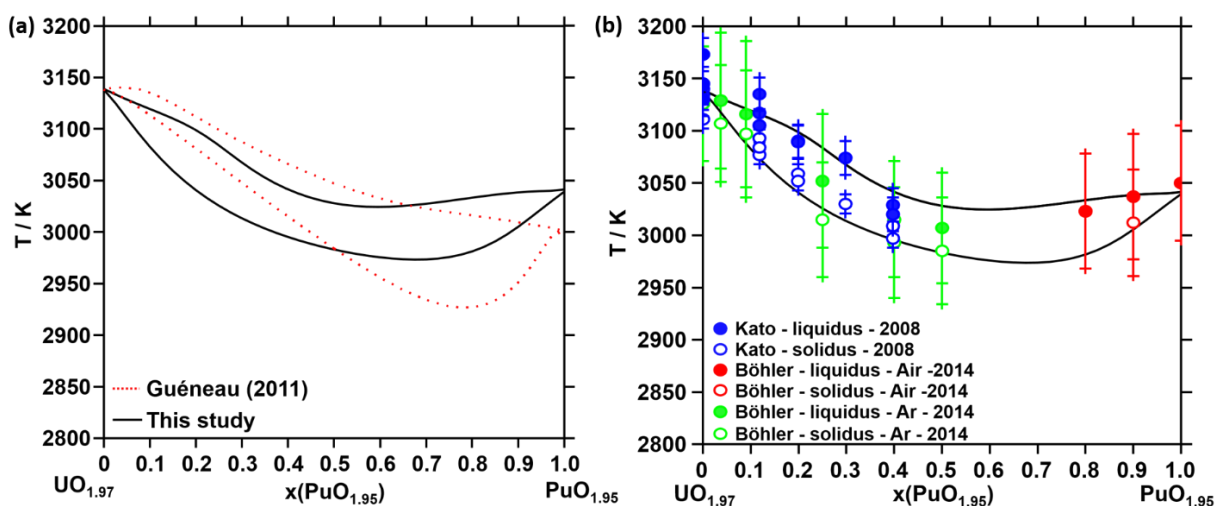 (a)
3200
3150
3100
3050
3000
2950
2900
2850
2800
T / K
Guéneau (2011)
This study
0 0.1 0.2 0.3 0.4 0.5 0.6 0.7 0.8 0.9 1.0
UO1.97 x(PuO1.95) PuO1.95
(b)
3200
3150
3100
3050
3000
2950
2900
2850
2800
T / K
Kato - liquidus - 2008
Kato - solidus - 2008
Böhler - liquidus - Air -2014
Böhler - solidus - Air -2014
Böhler - liquidus - Ar - 2014
Böhler - solidus - Ar - 2014
0 0.1 0.2 0.3 0.4 0.5 0.6 0.7 0.8 0.9 1.0
UO1.97 x(PuO1.95) PuO1.95